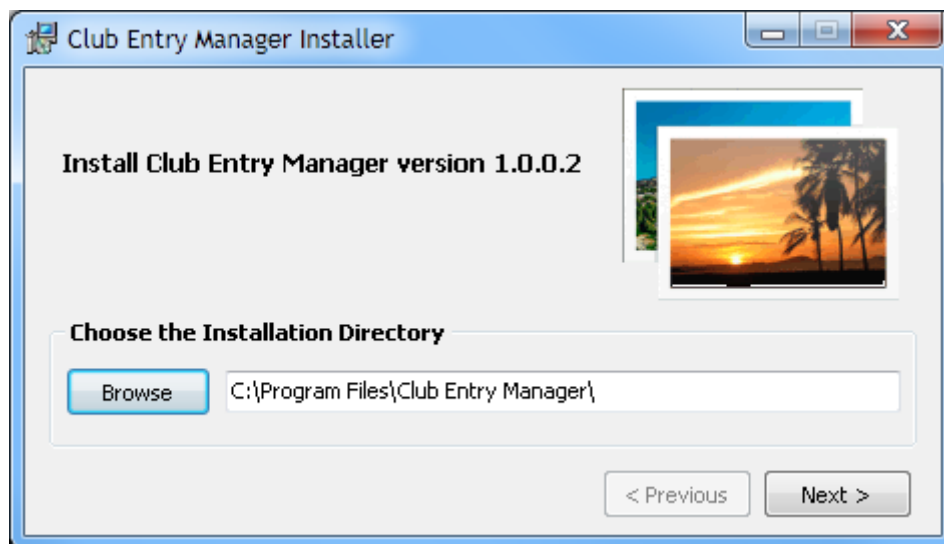 Club Entry Manager Installer
Install Club Entry Manager version 1.0.0.2
Choose the Installation Directory
Browse
C:\Program Files\Club Entry Manager\
< Previous
Next >